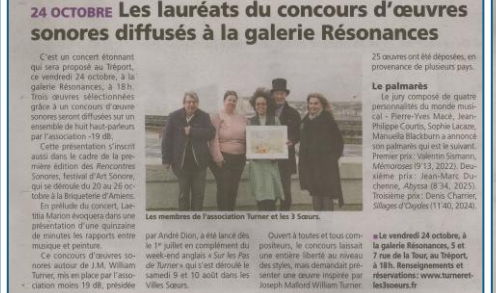 24 OCTOBRE Les lauréats du concours d'œuvres
sonores diffusés à la galerie Résonances
C'est un concert étonnant
qui sera proposé au Tréport,
ce vendredi 24 octobre, à la
galerie Résonances, à 18h.
Trois œuvres sélectionnées
grâce à un concours d'œuvre
sonores seront diffusées sur un
ensemble de huit haut-parleurs
par l'association -19 dB.
Cette présentation s'inscrit
aussi dans le cadre de la pre-
mière édition des Rencontres
Sonores, festival d'Art Sonore,
qui se déroule du 20 au 26 octo-
bre à la Briqueterie d'Amiens.
En prélude du concert, Lae-
titia Marion évoquera dans une
présentation d'une quinzaine
de minutes les rapports entre
musique et peinture.
Ce concours d'œuvres so-
nores autour de J.M. William
Turner, mis en place par l'asso-
ciation moins 19 dB, présidée
Les membres de l'association Turner et les 3 Sœurs.
par André Dion, a été lancé dès
le 1er juillet en complément du
week-end anglais « Sur les Pas
de Turner » qui s'est déroulé le
samedi 9 et 10 août dans les
Villes Sœurs.
Ouvert à toutes et tous com-
positeurs, le concours laissait
une entière liberté au niveau
des styles, mais demandait pré-
senter une œuvre inspirée par
Joseph Mallord William Turner.
25 œuvres ont été déposées, en
provenance de plusieurs pays.
Le palmarès
Le jury composé de quatre
personnalités du monde musi-
cal - Pierre-Yves Macé, Jean-
Philippe Courtis, Sophie Lacaze,
Manuella Blackburn a annoncé
son palmarès qui est le suivant.
Premier prix: Valentin Sismann,
Mémoroses (9'13, 2022). Deu-
xième prix: Jean-Marc Du-
chenne, Abyssa (8'34, 2025).
Troisième prix: Denis Charrier,
Sillages d'Oxydes (11'40, 2024).
■ Le vendredi 24 octobre, à
la galerie Résonances, 5 et
7 rue de la Tour, au Tréport,
à 18h. Renseignements et
réservations: www.turneret-
les3soeurs.fr